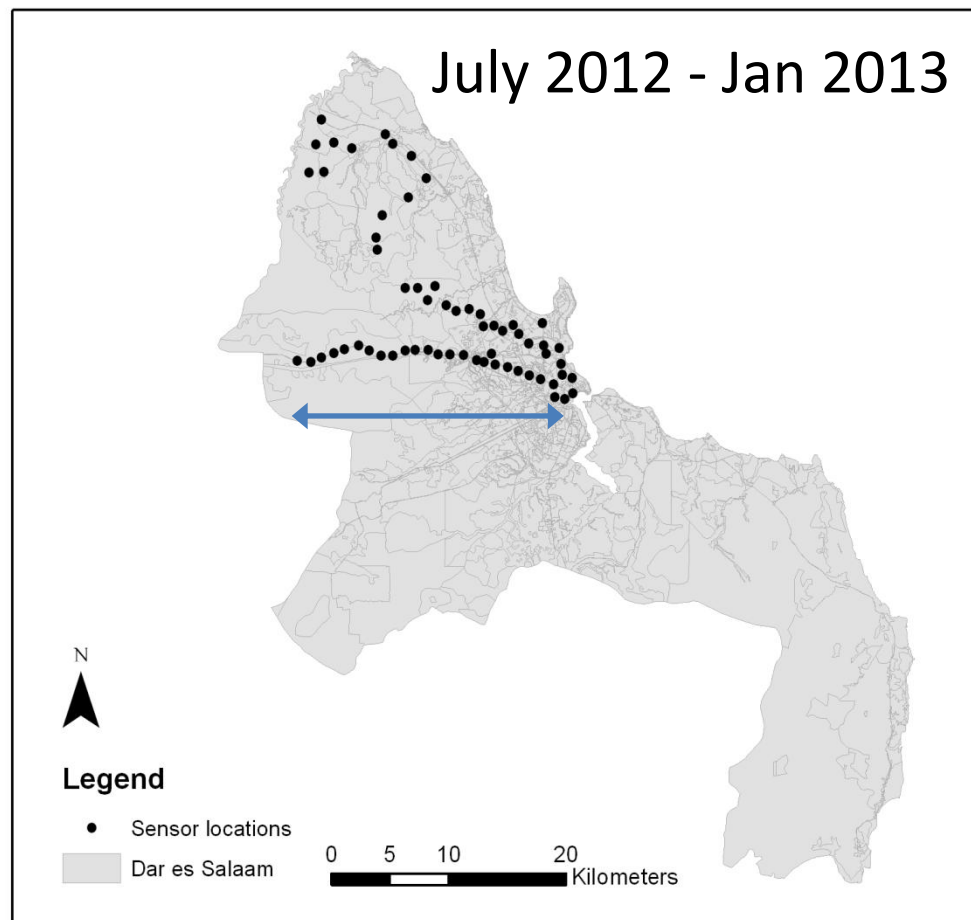 July 2012 - Jan 2013
N
Legend
Sensor locations
Dar es Salaam
0 5 10 20
Kilometers